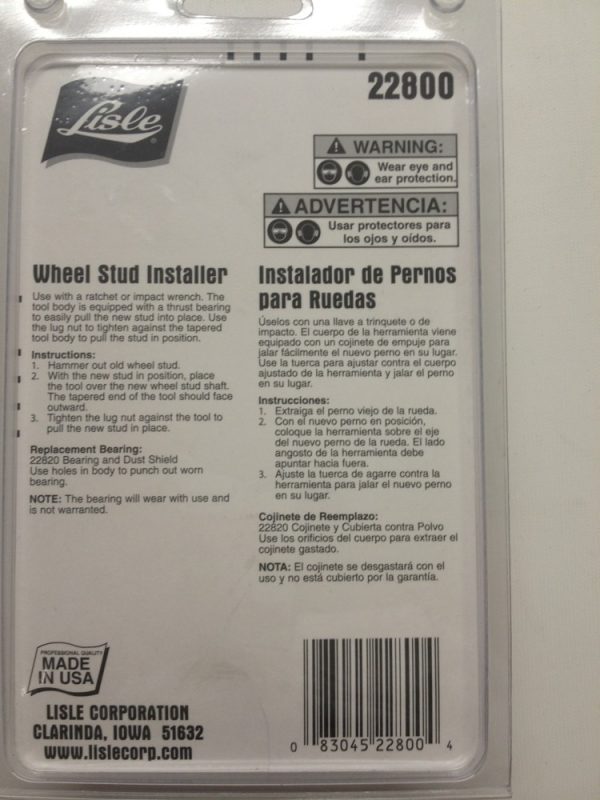 Lisle
22800
WARNING:
Wear eye and
ear protection.
ADVERTENCIA:
Usar protectores para
los ojos y oídos.
Wheel Stud Installer
Use with a ratchet or impact wrench. The
tool body is equipped with a thrust bearing
to easily pull the new stud into place. Use
the lug nut to tighten against the tapered
tool body to pull the stud in position.
Instructions:
1. Hammer out old wheel stud.
2. With the new stud in position, place
the tool over the new wheel stud shaft.
The tapered end of the tool should face
outward.
3. Tighten the lug nut against the tool to
pull the new stud in place.
Replacement Bearing:
22820 Bearing and Dust Shield
Use holes in body to punch out worn
bearing.
NOTE: The bearing will wear with use and
is not warranted.
Instalador de Pernos
para Ruedas
Úselos con una llave a trinquete o de
impacto. El cuerpo de la herramienta viene
equipado con un cojinete de empuje para
jalar fácilmente el nuevo perno en su lugar.
Use la tuerca para ajustar contra el cuerpo
ajustado de la herramienta y jalar el perno
en su lugar.
Instrucciones:
1. Extraiga el perno viejo de la rueda.
2. Con el nuevo perno en posición,
coloque la herramienta sobre el eje
del nuevo perno de la rueda. El lado
angosto de la herramienta debe
apuntar hacia fuera.
3. Ajuste la tuerca de agarre contra la
herramienta para jalar el nuevo perno
en su lugar.
Cojinete de Reemplazo:
22820 Cojinete y Cubierta contra Polvo
Use los orificios del cuerpo para extraer el
cojinete gastado.
NOTA: El cojinete se desgastará con el
uso y no está cubierto por la garantía.
PROFESSIONAL QUALITY
MADE
IN USA
LISLE CORPORATION
CLARINDA, IOWA 51632
www.lislecorp.com
0 83045 22800 4